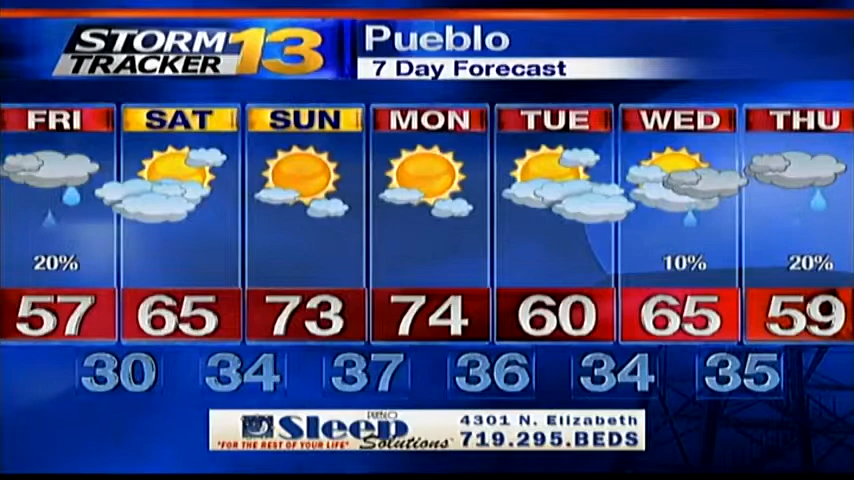 STORM
TRACKER
13
Pueblo
7 Day Forecast
FRI SAT SUN MON TUE WED THU
20% 10% 20%
57 65 73 74 60 65 59
30 34 37 36 34 35
PUEBLO
Sleep
Solutions
"FOR THE REST OF YOUR LIFE"
4301 N. Elizabeth
719.295.BEDS